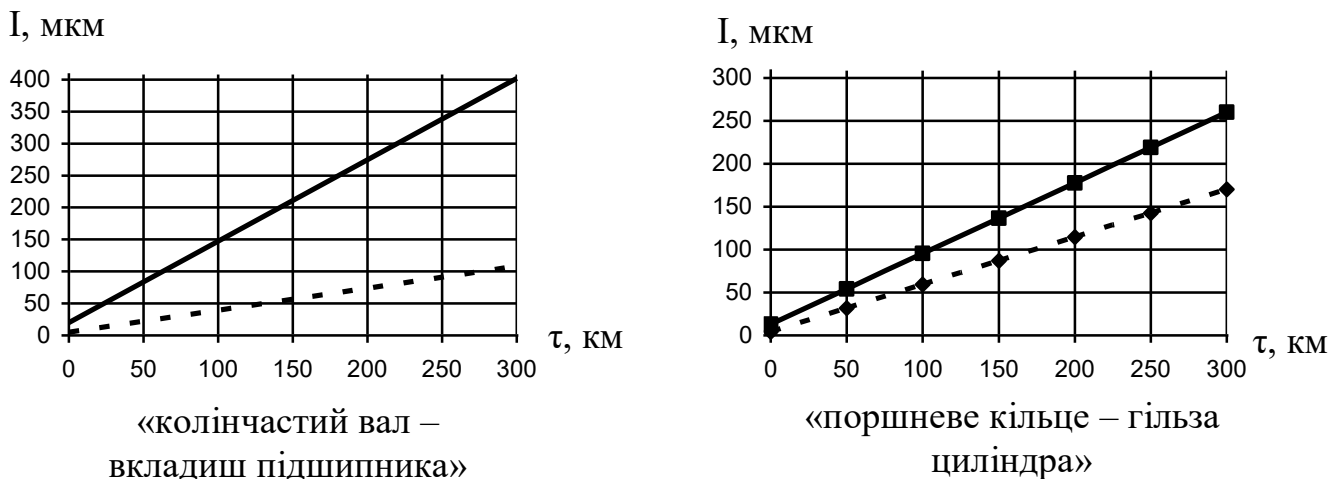 I, мкм
400
350
300
250
200
150
100
50
0
0 50 100 150 200 250 300
τ, км
«колінчастий вал –
вкладиш підшипника»
I, мкм
300
250
200
150
100
50
0
0 50 100 150 200 250 300
τ, км
«поршневе кільце – гільза
циліндра»